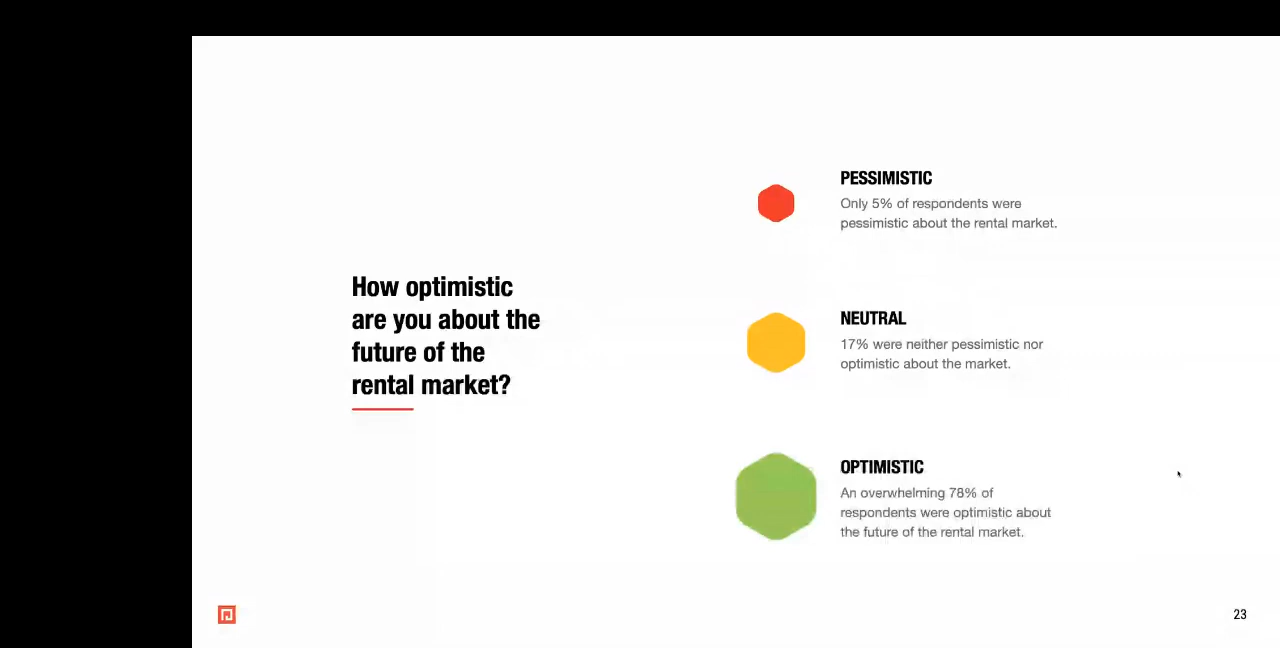 How optimistic
are you about the
future of the
rental market?
PESSIMISTIC
Only 5% of respondents were
pessimistic about the rental market.
NEUTRAL
17% were neither pessimistic nor
optimistic about the market.
OPTIMISTIC
An overwhelming 78% of
respondents were optimistic about
the future of the rental market.
23